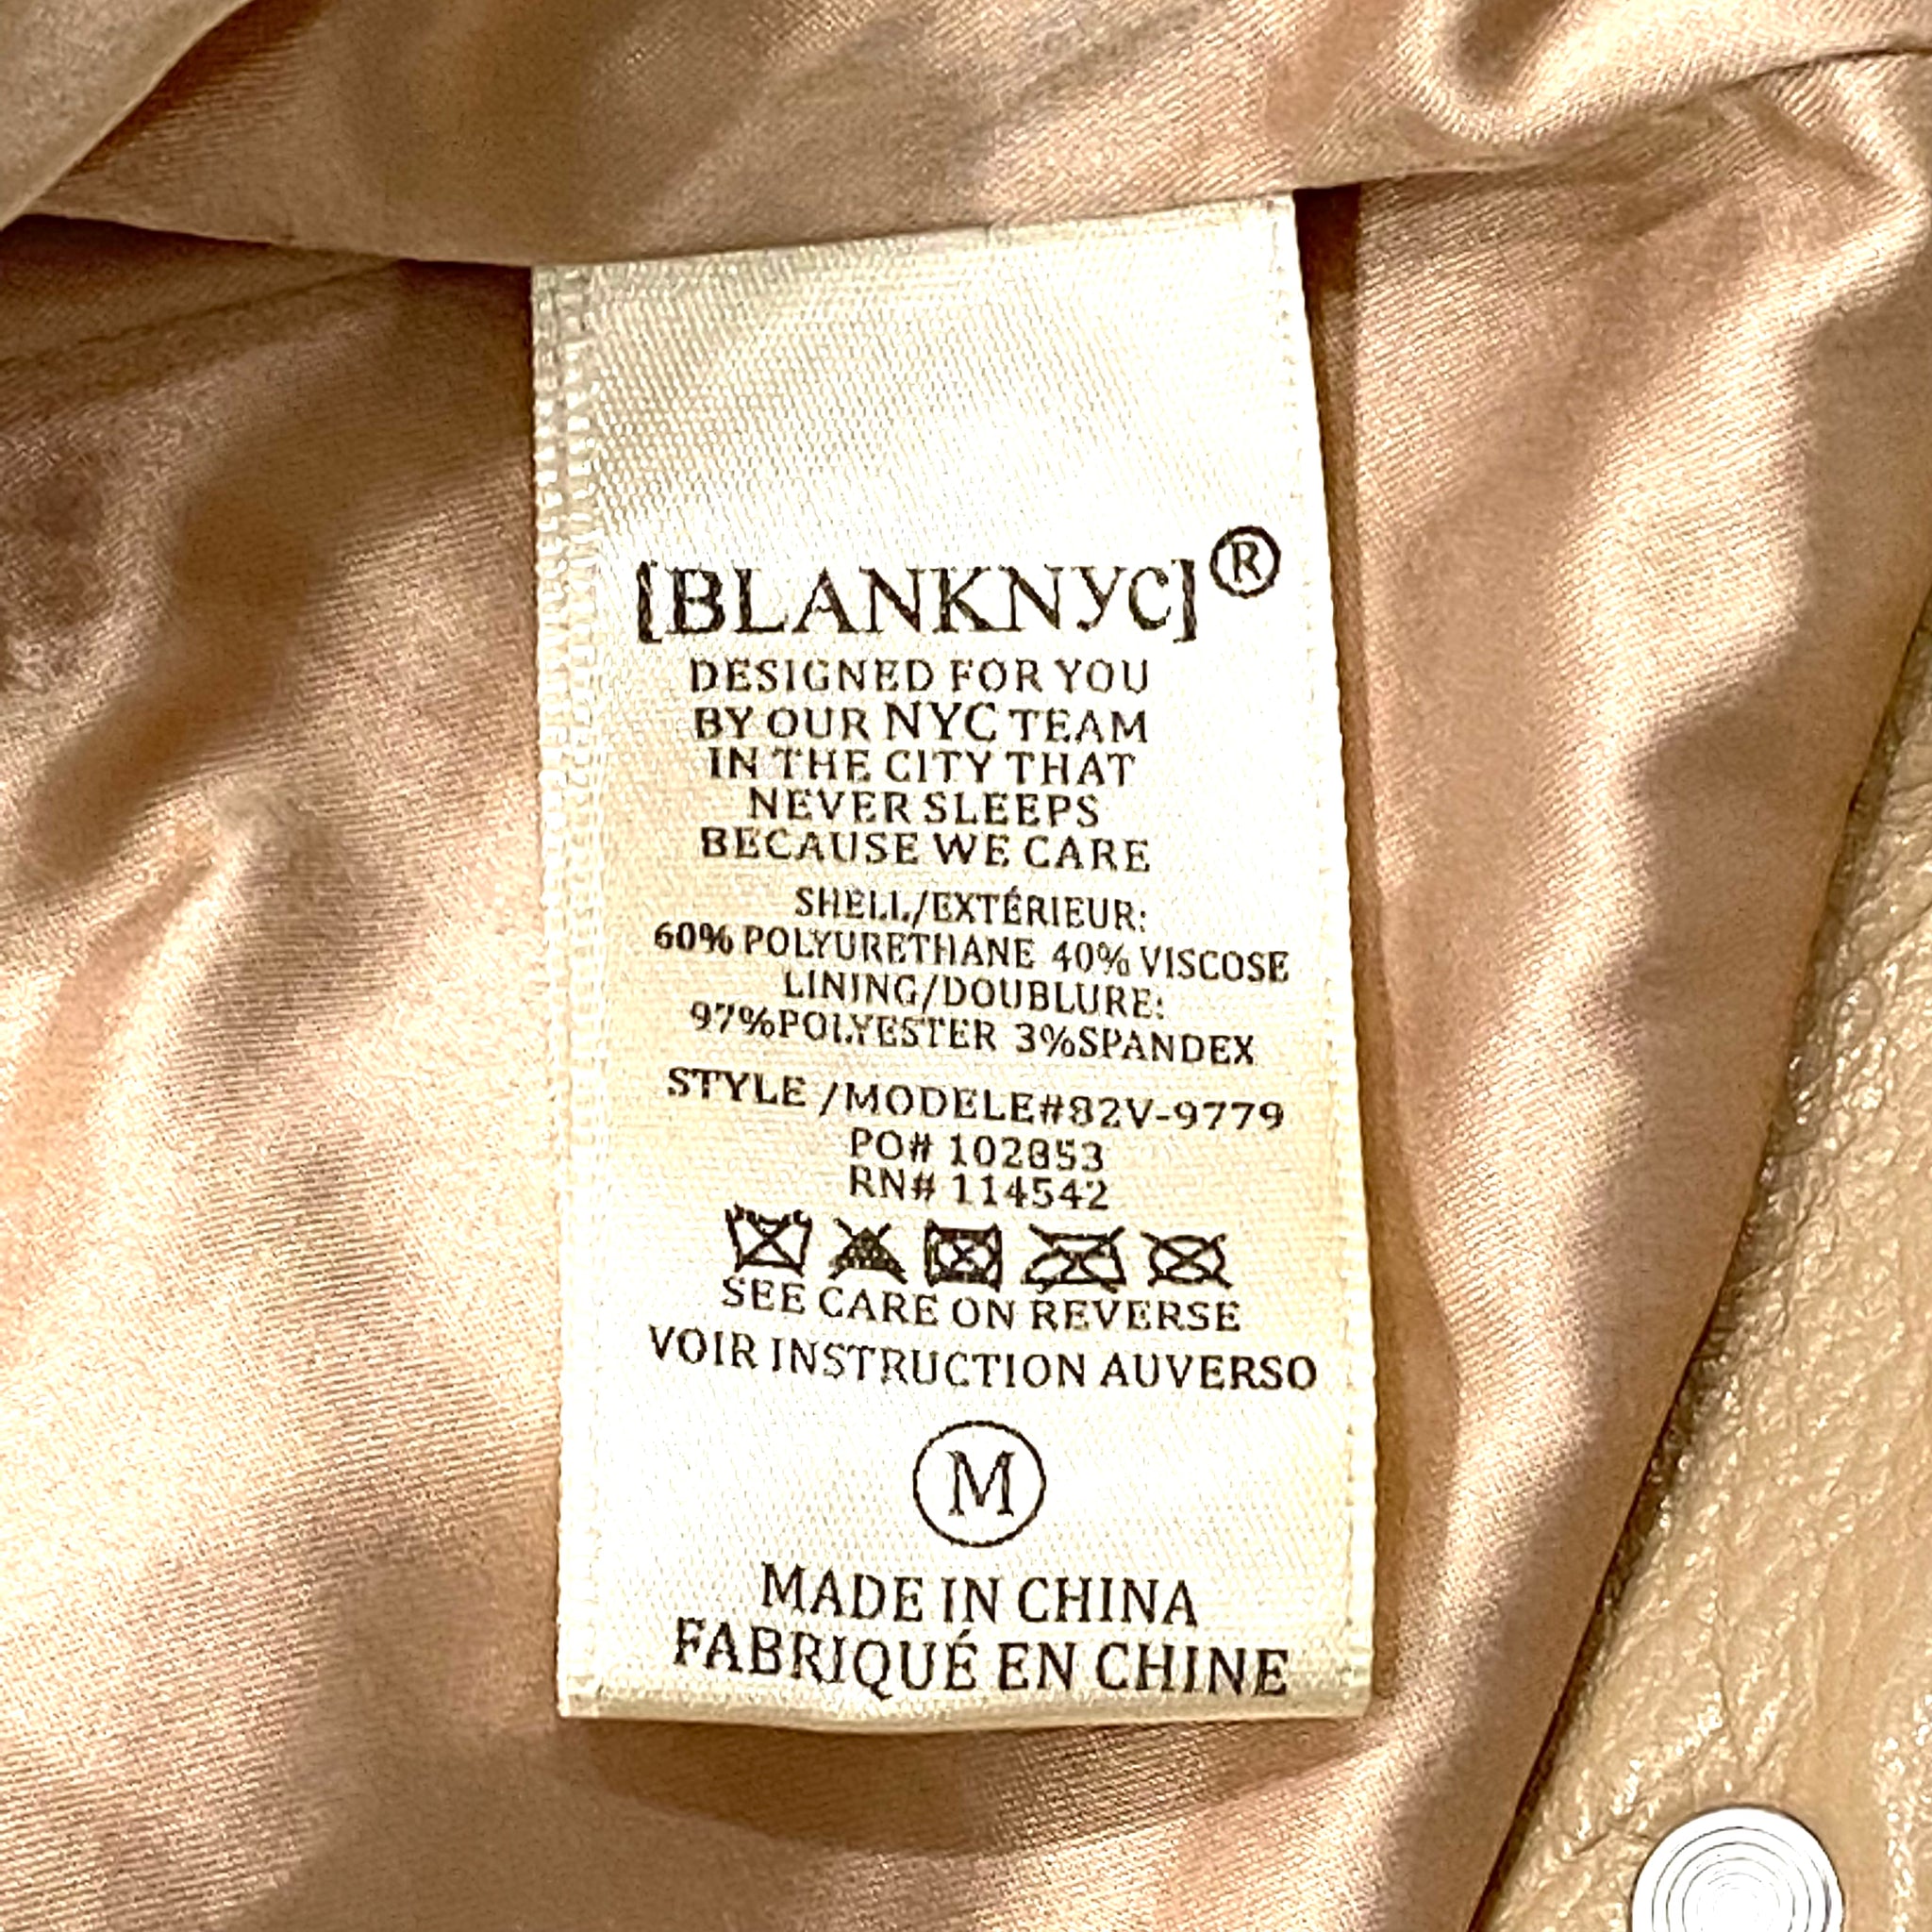 [BLANKNYC]®
DESIGNED FOR YOU
BY OUR NYC TEAM
IN THE CITY THAT
NEVER SLEEPS
BECAUSE WE CARE
SHELL/EXTÉRIEUR:
60% POLYURETHANE 40% VISCOSE
LINING/DOUBLURE:
97%POLYESTER 3%SPANDEX
STYLE /MODELE#82V-9779
PO# 102853
RN# 114542
SEE CARE ON REVERSE
VOIR INSTRUCTION AUVERSO
M
MADE IN CHINA
FABRIQUÉ EN CHINE